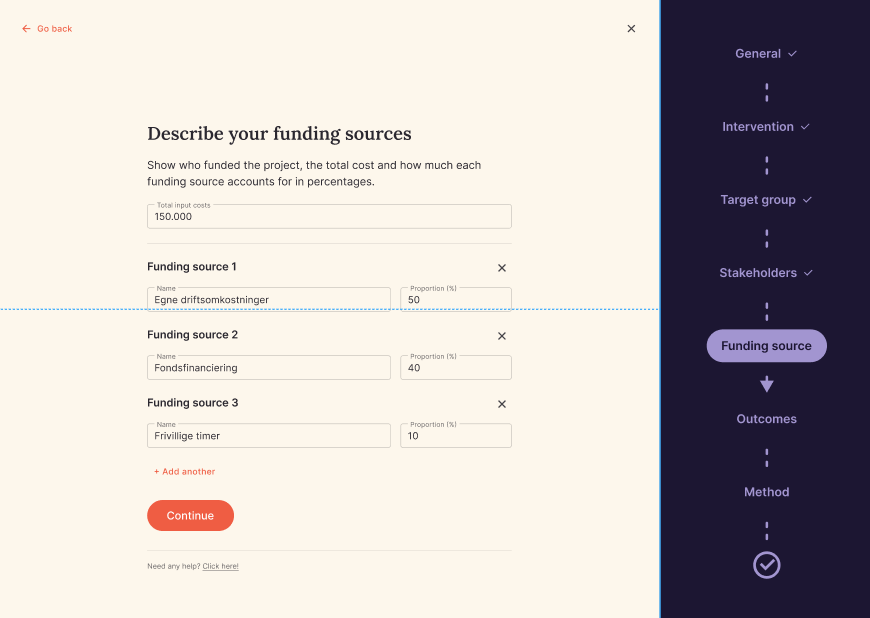 Go back
Describe your funding sources
Show who funded the project, the total cost and how much each
funding source accounts for in percentages.
Total input costs
150.000
Funding source 1
Name
Proportion (%)
Egne driftsomkostninger
50
Funding source 2
Name
Proportion (%)
Fondsfinanciering
40
Funding source 3
Name
Proportion (%)
Frivillige timer
10
+ Add another
Continue
Need any help? Click here!
General
Intervention
Target group
Stakeholders
Funding source
Outcomes
Method